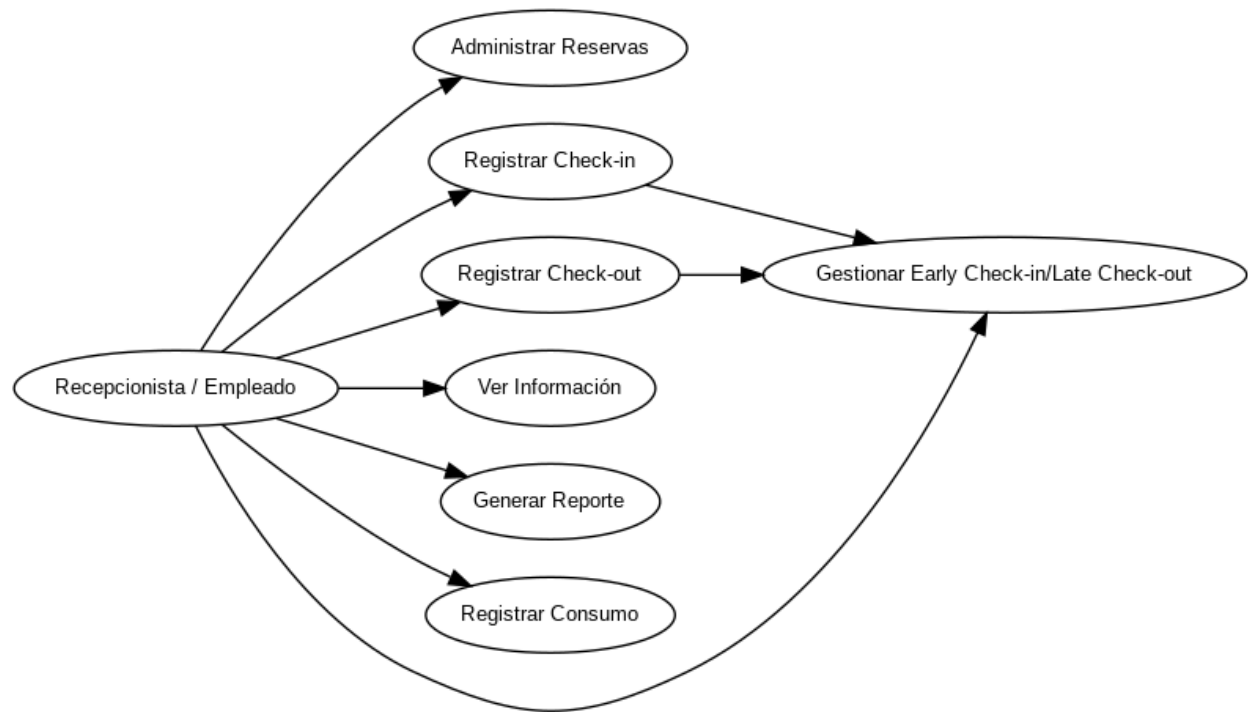 Administrar Reservas
Registrar Check-in
Registrar Check-out
Gestionar Early Check-in/Late Check-out
Recepcionista / Empleado
Ver Información
Generar Reporte
Registrar Consumo